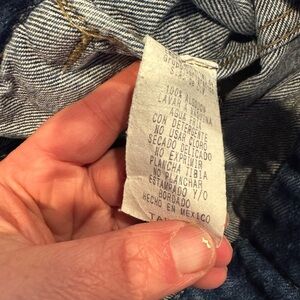 100% ALGODON
LAVAR A MAQUINA
AGUA FRIA
CON DETERGENTE
NO USAR CLORO
SECADO DELICADO
NO EXPRIMIR
PLANCHA TIBIA
NO PLANCHAR
ESTAMPADO Y/O
BORDADO
HECHO EN MEXICO